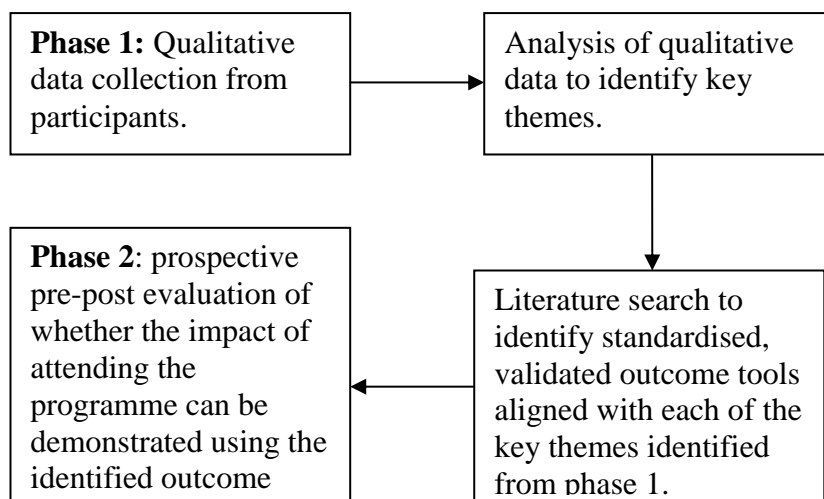 Phase 1: Qualitative
data collection from
participants.
Analysis of qualitative
data to identify key
themes.
Literature search to
identify standardised,
validated outcome tools
aligned with each of the
key themes identified
from phase 1.
Phase 2: prospective
pre-post evaluation of
whether the impact of
attending the
programme can be
demonstrated using the
identified outcome